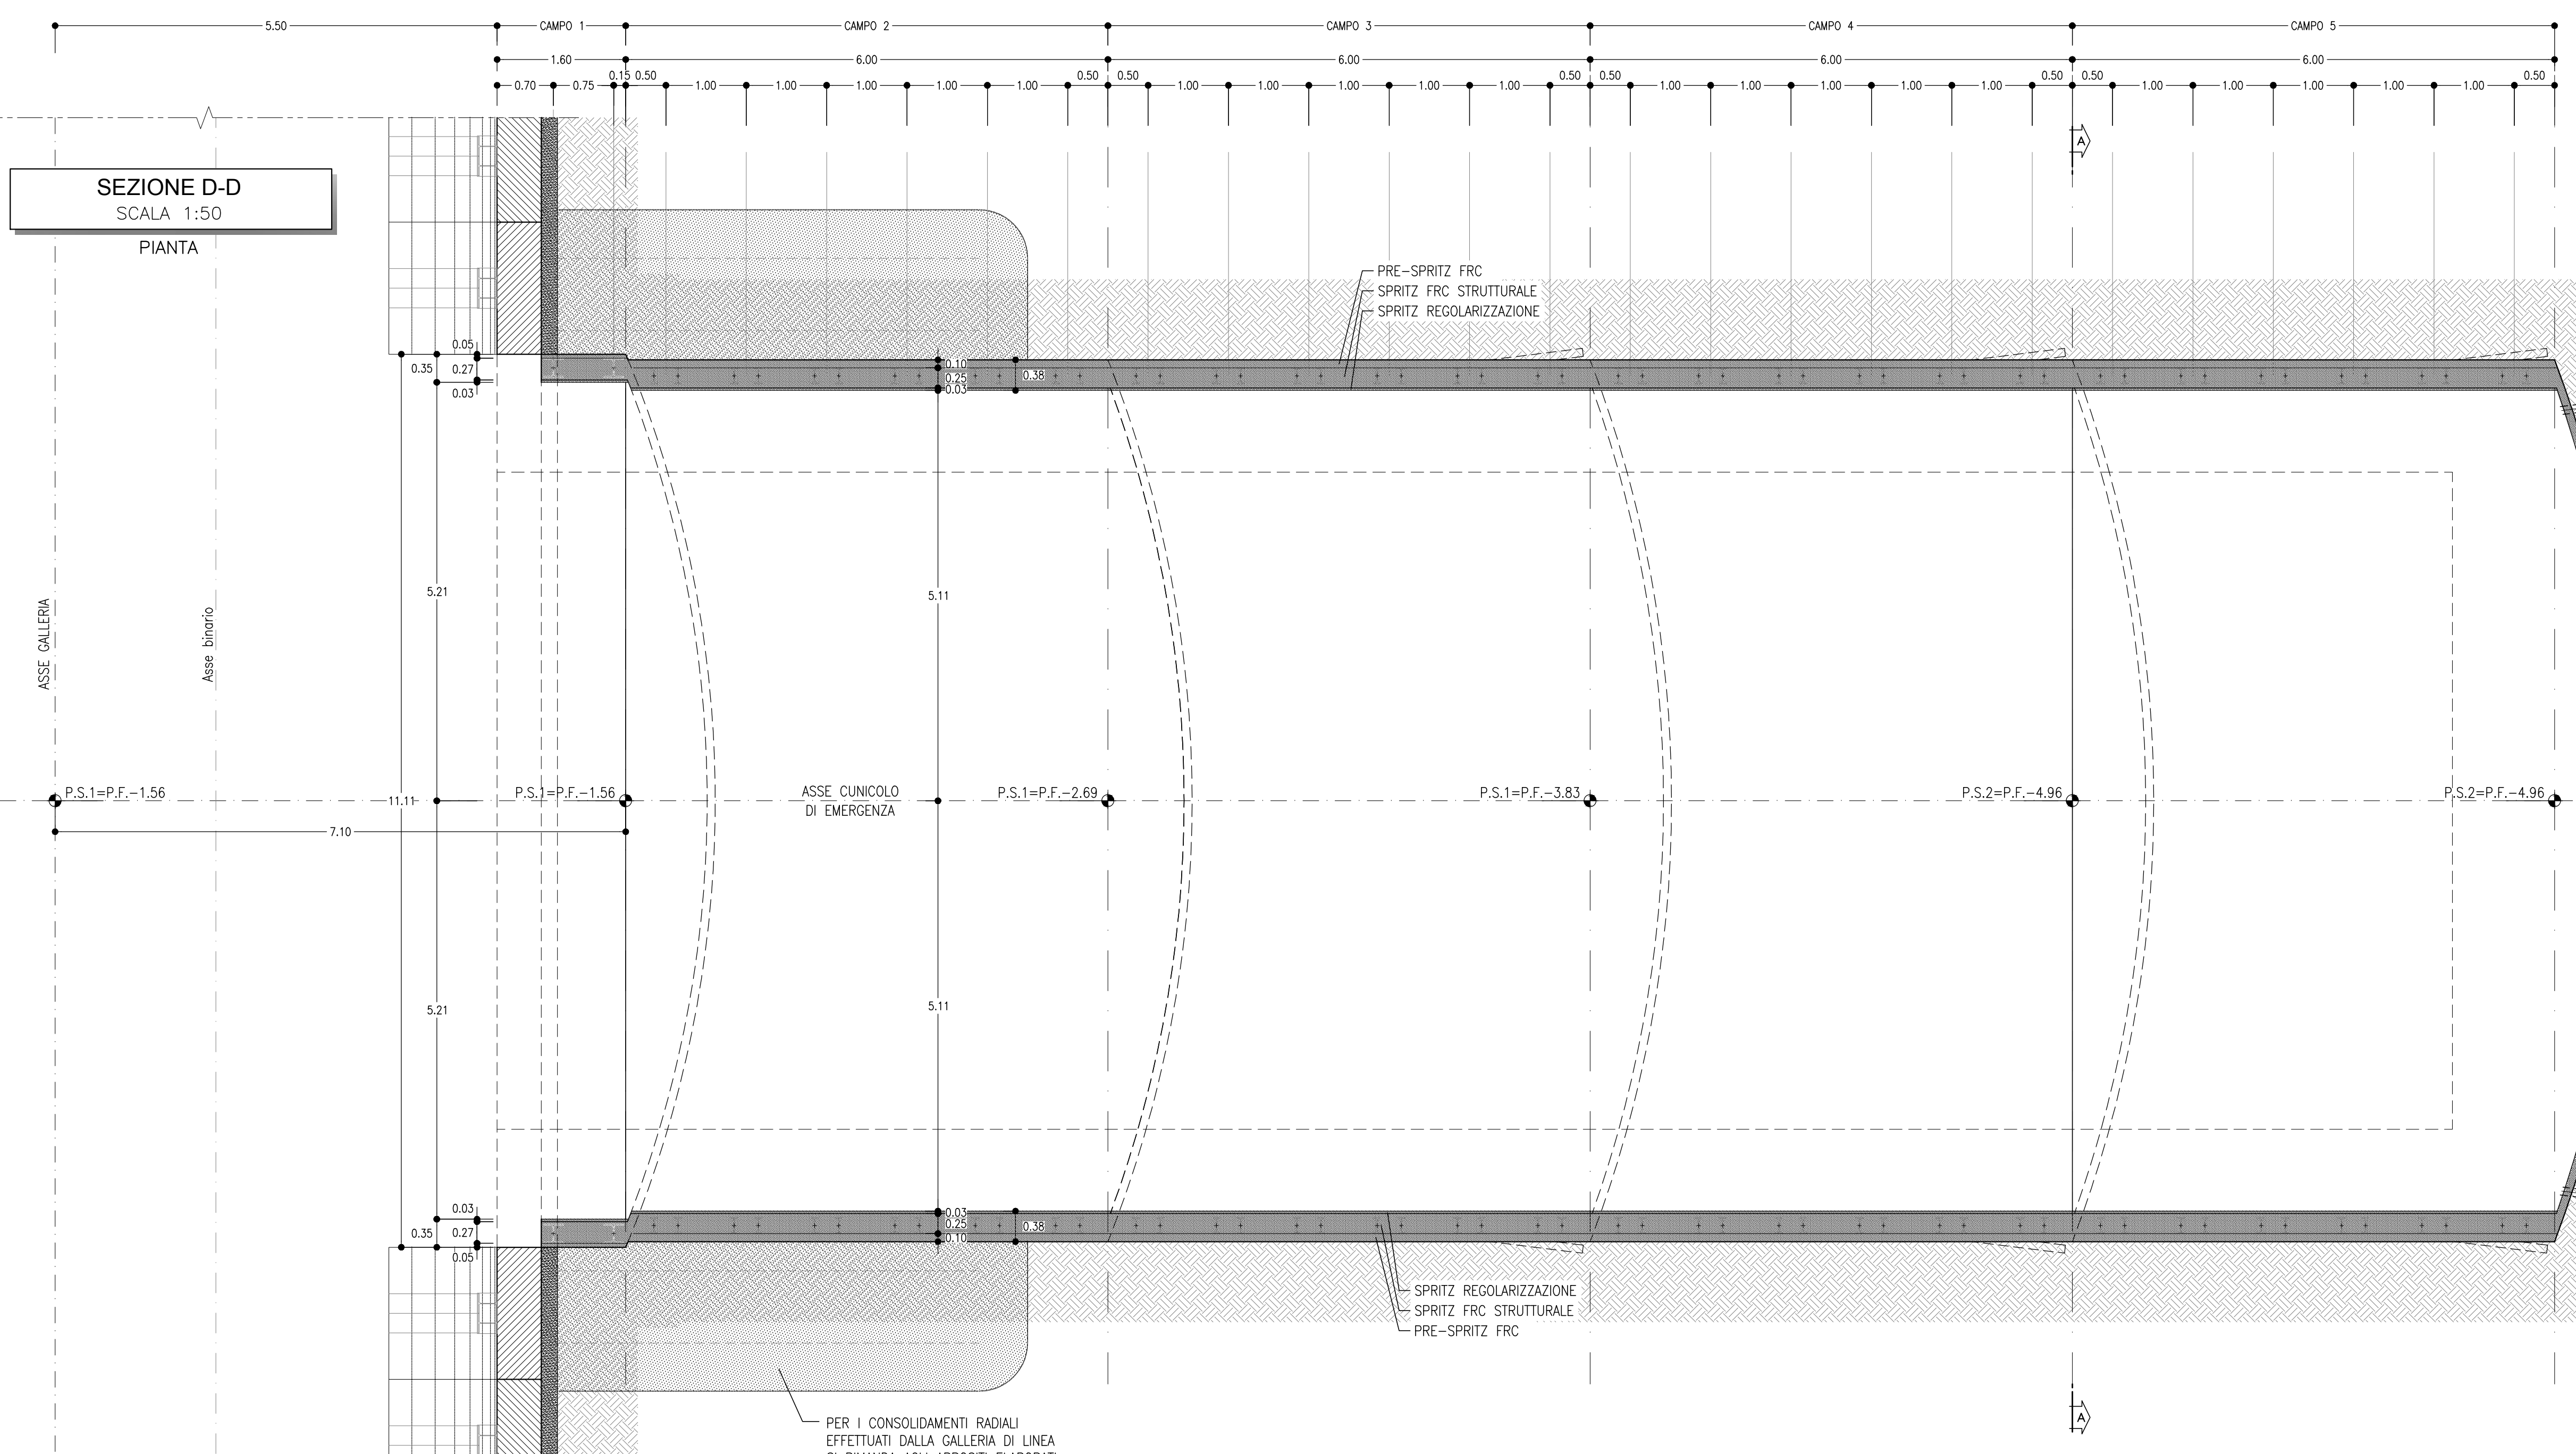 5.50
CAMPO 1
CAMPO 2
CAMPO 3
CAMPO 4
CAMPO 5
1.60
6.00
6.00
6.00
6.00
0.70
0.75
0.15
0.50
1.00
1.00
1.00
1.00
1.00
0.50
0.50
1.00
1.00
1.00
1.00
1.00
0.50
0.50
1.00
1.00
1.00
1.00
1.00
0.50
0.50
1.00
1.00
1.00
1.00
1.00
0.50
A
SEZIONE D-D
SCALA 1:50
PIANTA
PRE-SPRITZ FRC
SPRITZ FRC STRUTTURALE
SPRITZ REGOLARIZZAZIONE
0.05
0.35
0.27
0.03
0.10
0.25
0.03
0.38
5.21
5.11
ASSE GALLERIA
Asse binario
P.S.1=P.F.-1.56
11.11
P.S.1=P.F.-1.56
ASSE CUNICOLO
DI EMERGENZA
P.S.1=P.F.-2.69
P.S.1=P.F.-3.83
P.S.2=P.F.-4.96
P.S.2=P.F.-4.96
7.10
5.21
5.11
0.03
0.35
0.27
0.05
0.03
0.25
0.10
0.38
SPRITZ REGOLARIZZAZIONE
SPRITZ FRC STRUTTURALE
PRE-SPRITZ FRC
A
PER I CONSOLIDAMENTI RADIALI
EFFETTUATI DALLA GALLERIA DI LINEA